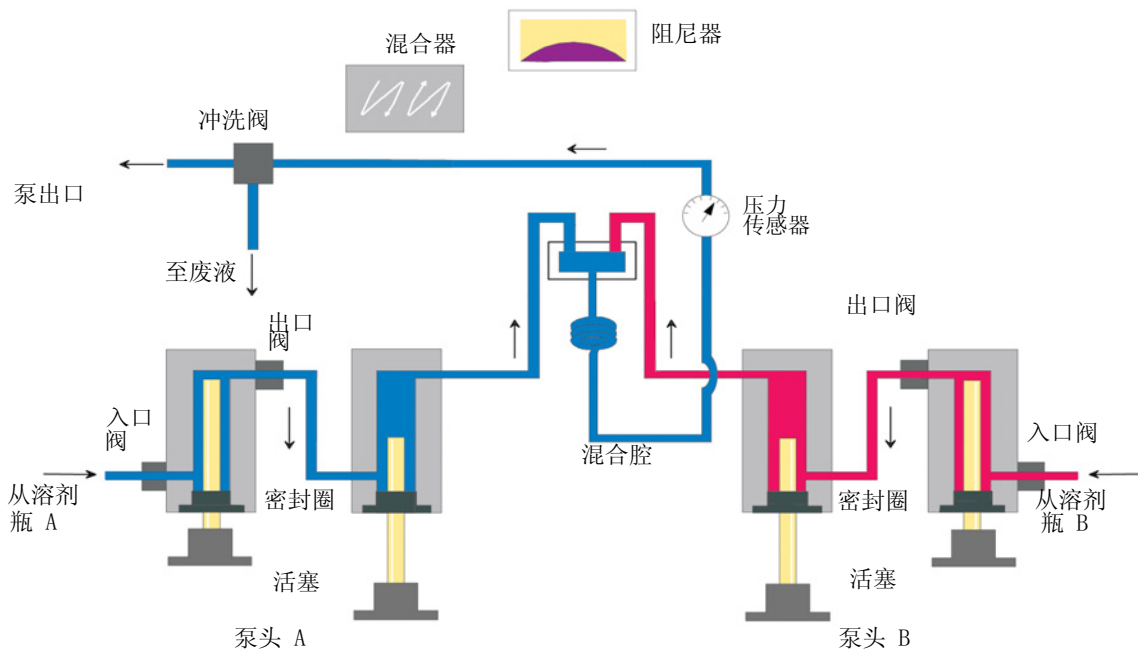 阻尼器
混合器
冲洗阀
泵出口
压力
传感器
至废液
出口
阀
出口阀
入口
阀
混合腔
入口阀
从溶剂
瓶 A
密封圈
密封圈
从溶剂
瓶 B
活塞
活塞
泵头 A
泵头 B